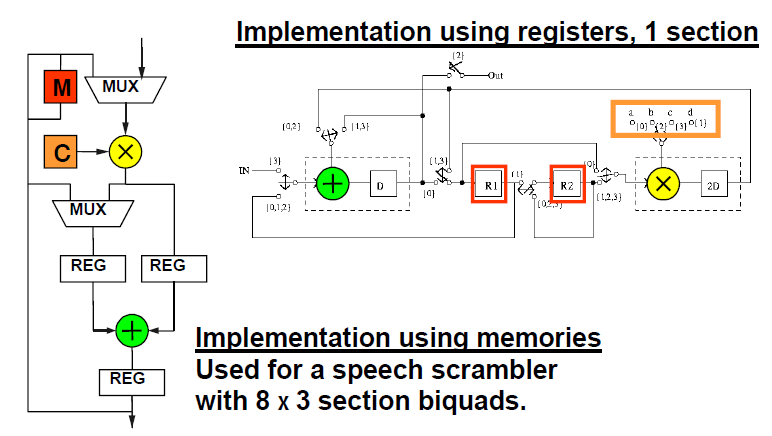 Implementation using registers, 1 section
{2}
Out
M
MUX
a b c d
{0} {2} {3} {1}
{0,2} {1,3}
C
×
IN {3}
{1,3}
{1}
{0}
+
D
R1
R2
×
2D
{0}
{0,1,2}
{0,2,3}
{1,2,3}
MUX
REG
REG
+
REG
Implementation using memories
Used for a speech scrambler
with 8 x 3 section biquads.